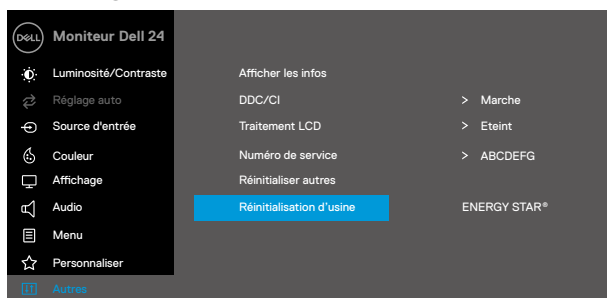 DELL Moniteur Dell 24
Luminosité/Contraste
Afficher les infos
Réglage auto
DDC/CI > Marche
Source d'entrée
Traitement LCD > Eteint
Couleur
Numéro de service > ABCDEFG
Affichage
Réinitialiser autres
Audio
Réinitialisation d’usine ENERGY STAR®
Menu
Personnaliser
Autres